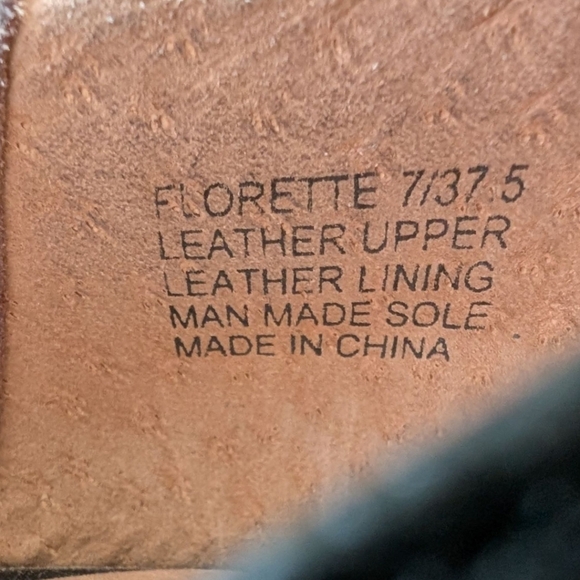 FLORETTE 7/37.5
LEATHER UPPER
LEATHER LINING
MAN MADE SOLE
MADE IN CHINA